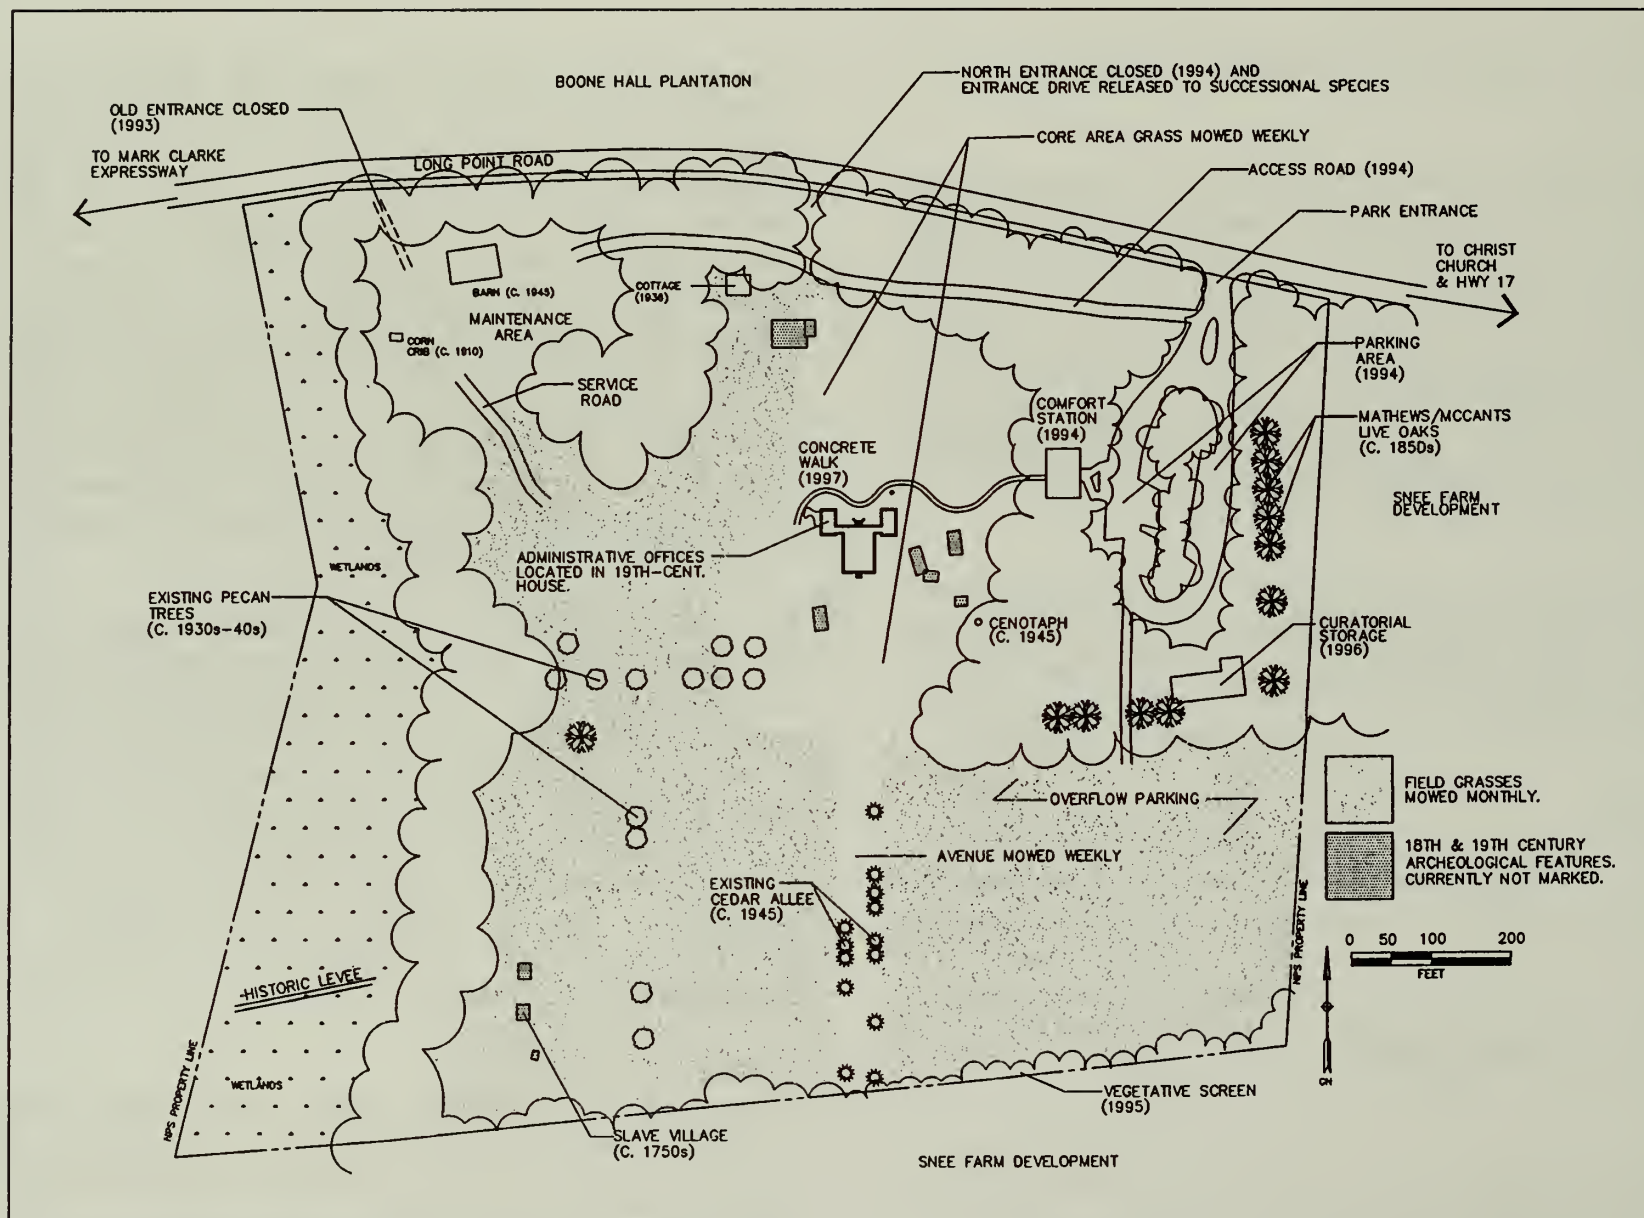 BOONE HALL PLANTATION
NORTH ENTRANCE CLOSED (1994) AND
ENTRANCE DRIVE RELEASED TO SUCCESSIONAL SPECIES
OLD ENTRANCE CLOSED
(1993)
CORE AREA GRASS MOWED WEEKLY
TO MARK CLARKE
EXPRESSWAY
LONG POINT ROAD
ACCESS ROAD (1994)
PARK ENTRANCE
TO CHRIST
CHURCH
& HWY 17
BARN (C. 1945)
COTTAGE
(1936)
MAINTENANCE
AREA
CORN
CRIB (C. 1910)
PARKING
AREA
(1994)
SERVICE
ROAD
COMFORT
STATION
(1994)
MATHEWS/MCCANTS
LIVE OAKS
(C. 1850s)
CONCRETE
WALK
(1997)
SNEE FARM
DEVELOPMENT
ADMINISTRATIVE OFFICES
LOCATED IN 19TH-CENT.
HOUSE.
WETLANDS
EXISTING PECAN
TREES
(C. 1930s-40s)
CENOTAPH
(C. 1945)
CURATORIAL
STORAGE
(1996)
OVERFLOW PARKING
FIELD GRASSES
MOWED MONTHLY.
18TH & 19TH CENTURY
ARCHEOLOGICAL FEATURES.
CURRENTLY NOT MARKED.
AVENUE MOWED WEEKLY
EXISTING
CEDAR ALLEE
(C. 1945)
NPS PROPERTY LINE
0 50 100 200
FEET
HISTORIC LEVEE
GN
WETLANDS
NPS PROPERTY LINE
VEGETATIVE SCREEN
(1995)
SLAVE VILLAGE
(C. 1750s)
SNEE FARM DEVELOPMENT